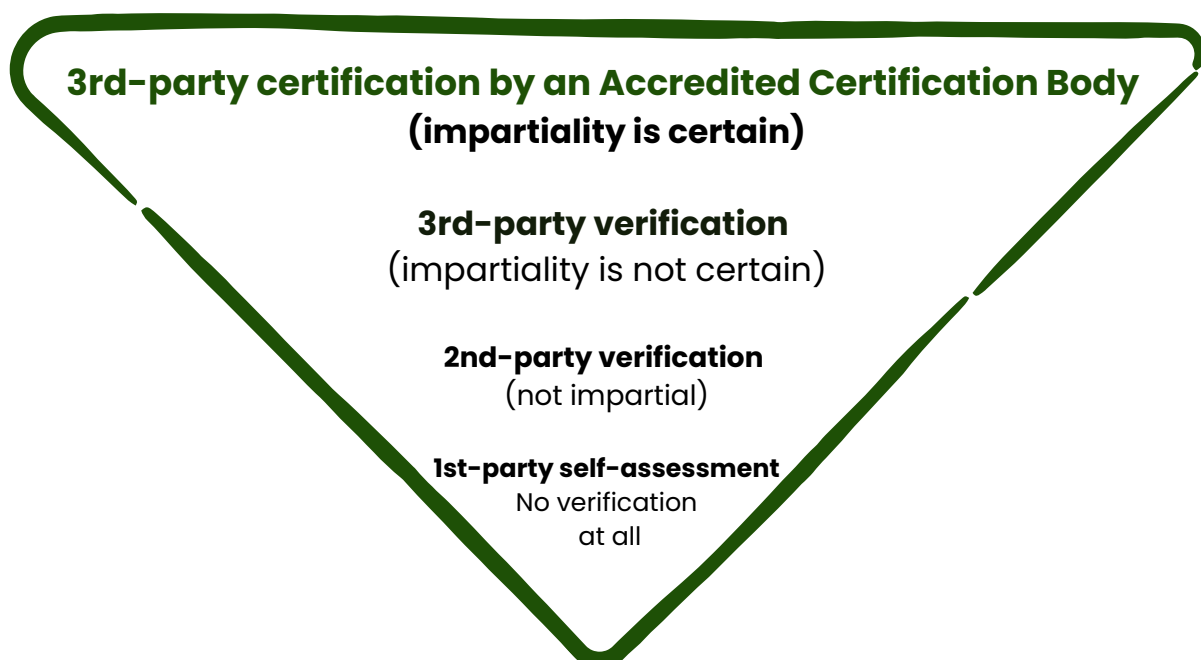 3rd-party certification by an Accredited Certification Body
(impartiality is certain)
3rd-party verification
(impartiality is not certain)
2nd-party verification
(not impartial)
1st-party self-assessment
No verification
at all